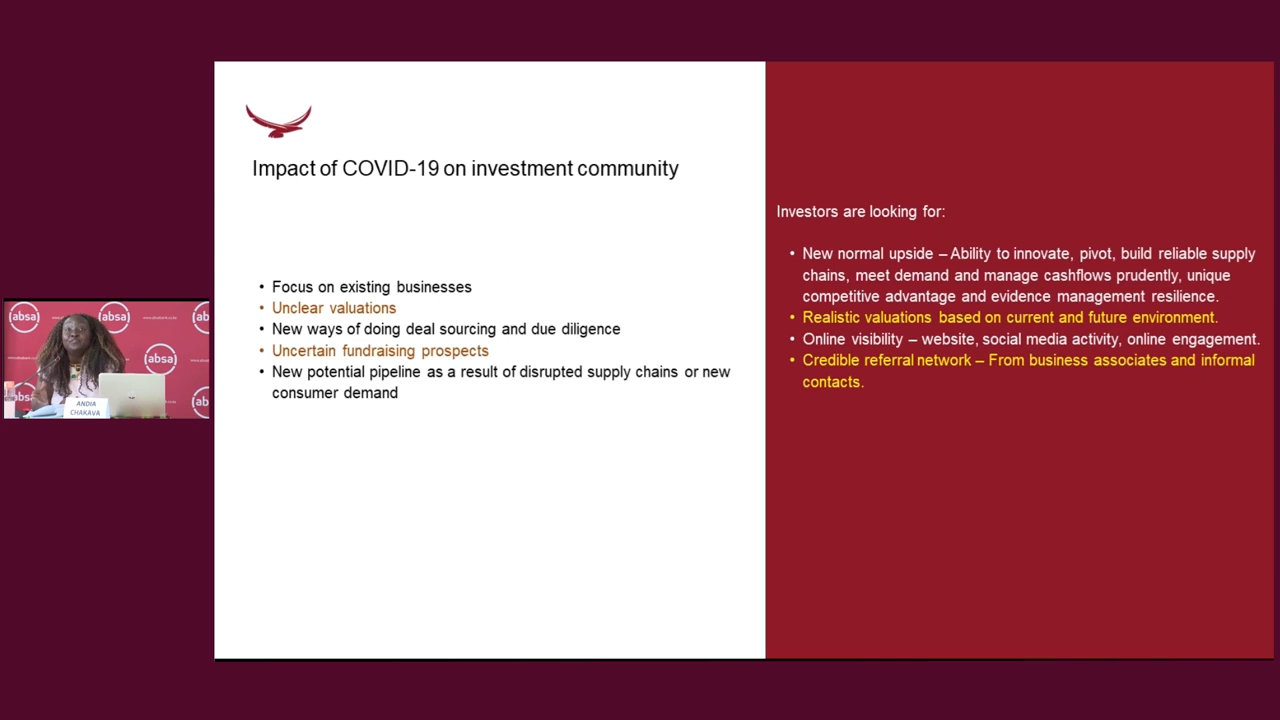 Impact of COVID-19 on investment community
• Focus on existing businesses
• Unclear valuations
• New ways of doing deal sourcing and due diligence
• Uncertain fundraising prospects
• New potential pipeline as a result of disrupted supply chains or new
consumer demand
Investors are looking for:
• New normal upside – Ability to innovate, pivot, build reliable supply
chains, meet demand and manage cashflows prudently, unique
competitive advantage and evidence management resilience.
• Realistic valuations based on current and future environment.
• Online visibility – website, social media activity, online engagement.
• Credible referral network – From business associates and informal
contacts.
(absa)
(absa)
(absa)
ANDIA
CHAKAVA